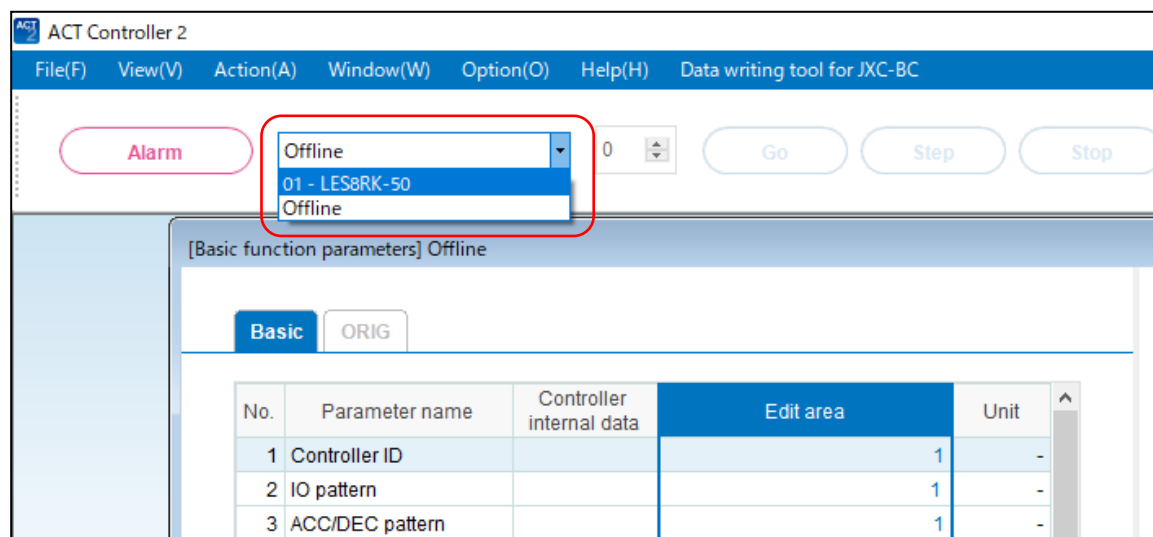 ACT 2 ACT Controller 2
File(F) View(V) Action(A) Window(W) Option(O) Help(H) Data writing tool for JXC-BC
Alarm Offline 0 Go Step Stop
01 - LES8RK-50
Offline
[Basic function parameters] Offline
Basic ORIG
No. Parameter name Controller internal data Edit area Unit
1 Controller ID 1 -
2 IO pattern 1 -
3 ACC/DEC pattern 1 -